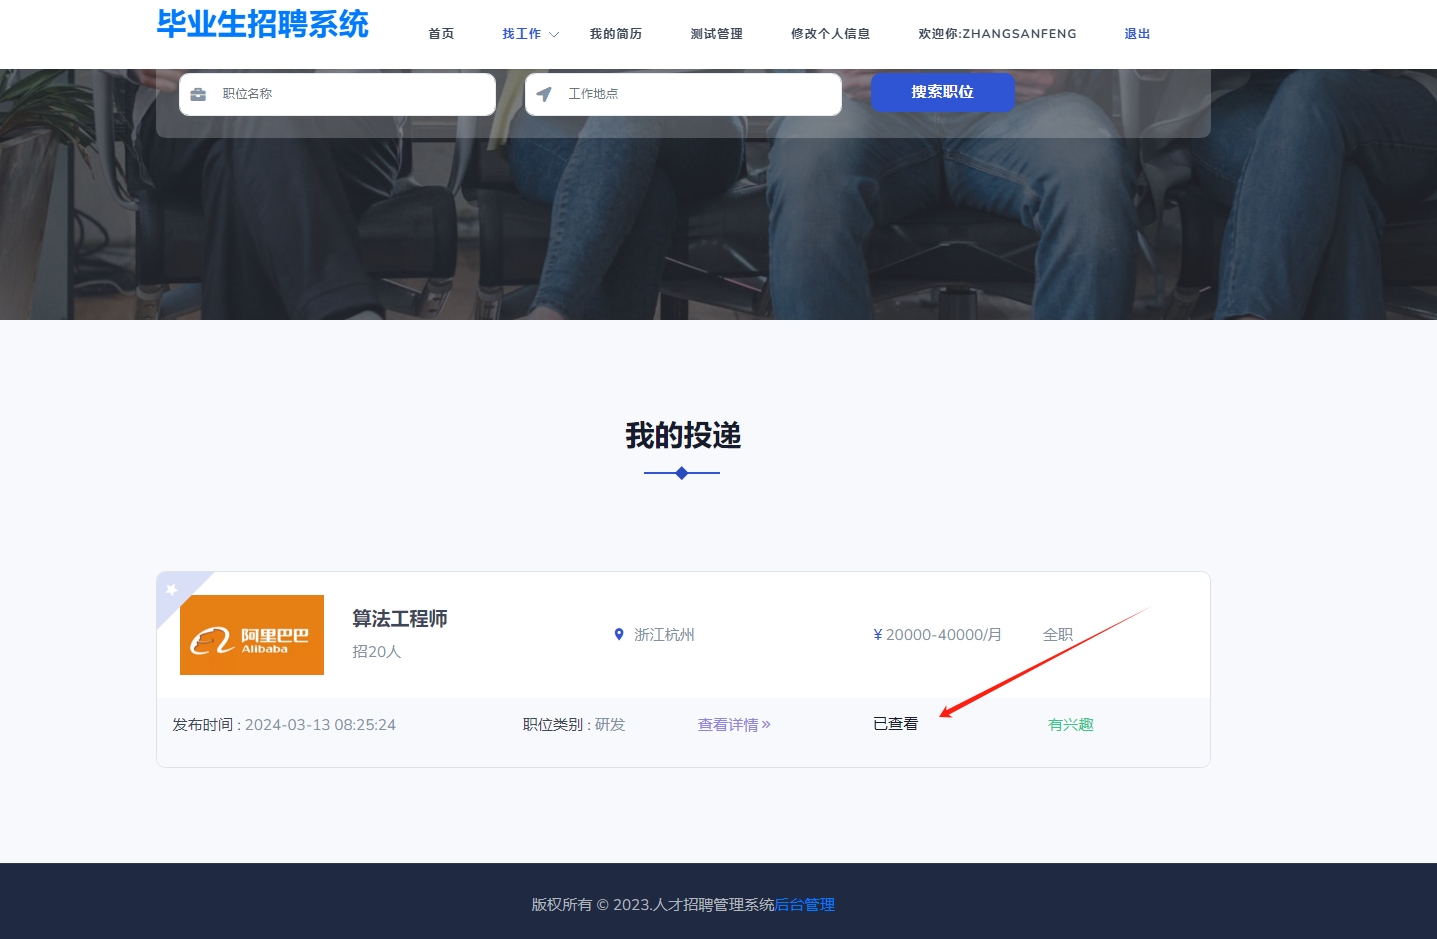 毕业生招聘系统
首页 找工作 我的简历 测试管理 修改个人信息 欢迎你:ZHANGSANFENG 退出
职位名称 工作地点 搜索职位
我的投递
阿里巴巴
Alibaba
算法工程师
招20人
浙江杭州
¥ 20000-40000/月
全职
发布时间 : 2024-03-13 08:25:24 职位类别 : 研发 查看详情 » 已查看 有兴趣
版权所有 © 2023.人才招聘管理系统后台管理